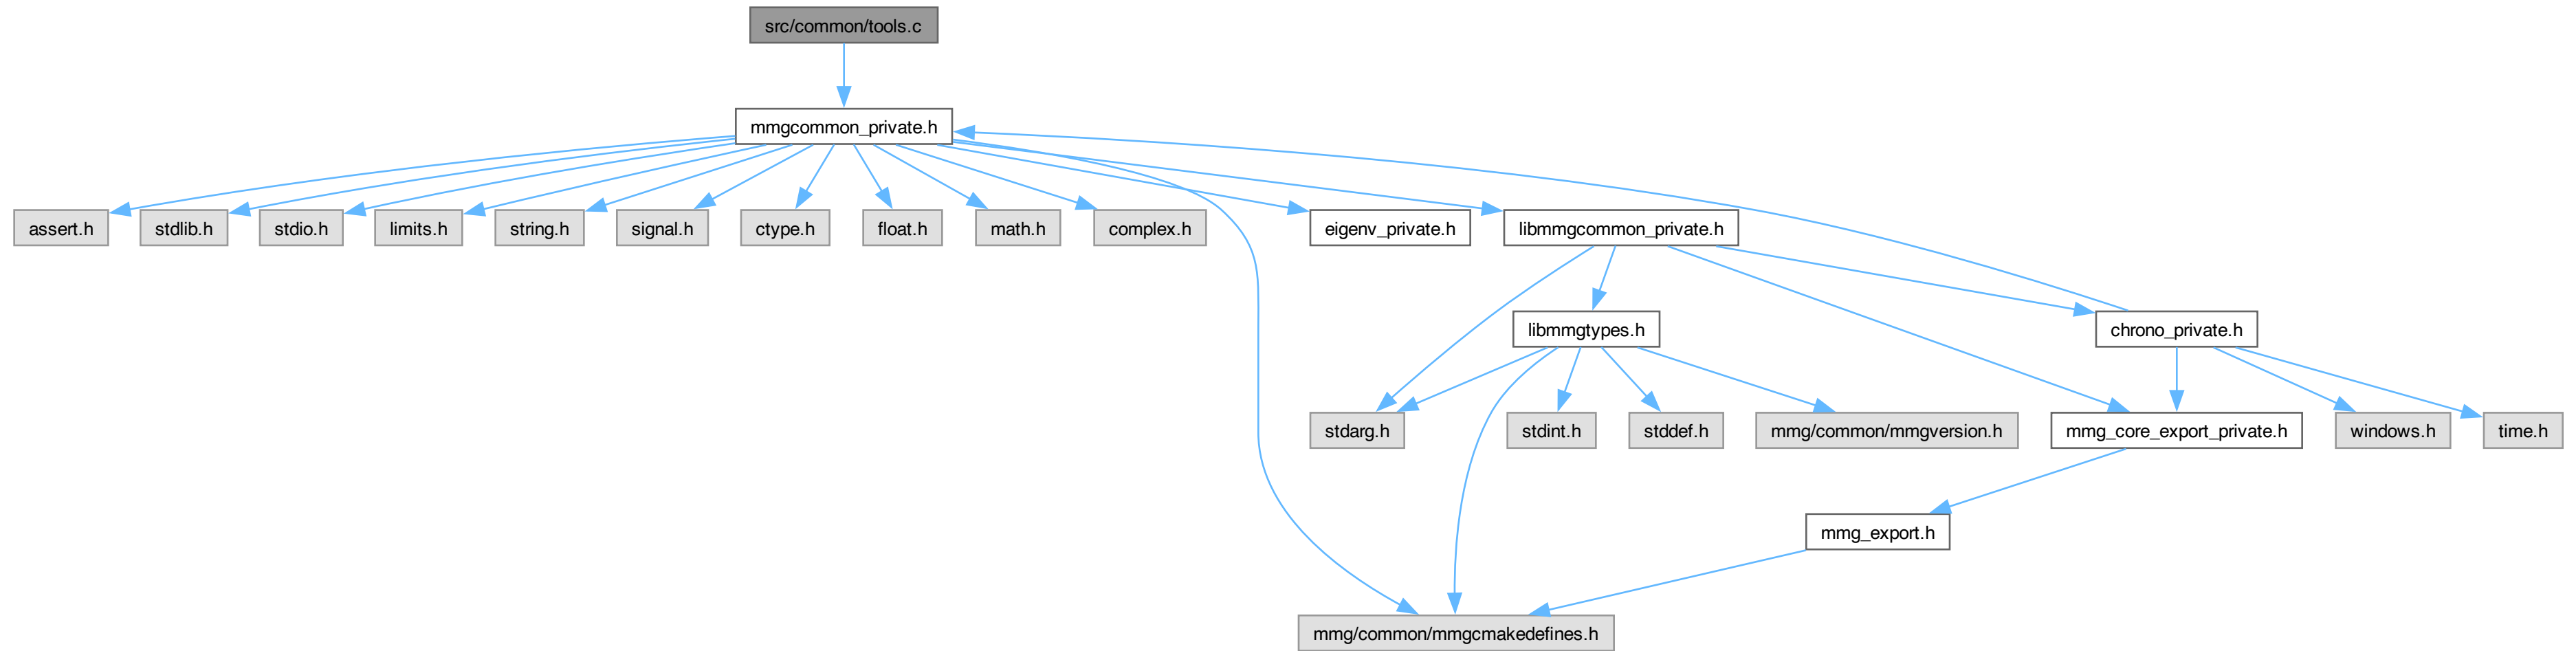 src/common/tools.c
mmgcommon_private.h
assert.h
stdlib.h
stdio.h
limits.h
string.h
signal.h
ctype.h
float.h
math.h
complex.h
eigenv_private.h
libmmgcommon_private.h
libmmgtypes.h
chrono_private.h
stdarg.h
stdint.h
stddef.h
mmg/common/mmgversion.h
mmg_core_export_private.h
windows.h
time.h
mmg_export.h
mmg/common/mmgcmakedefines.h